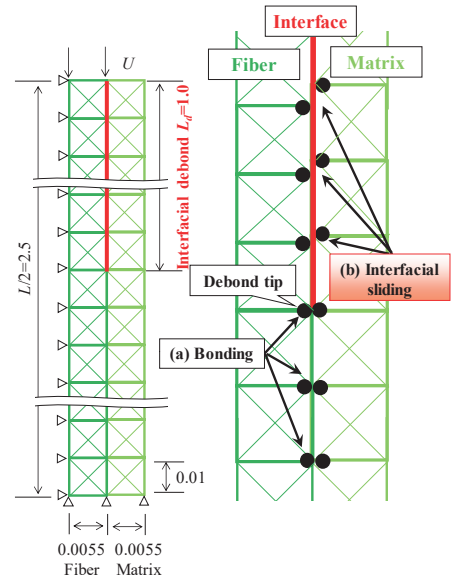 U
L/2=2.5
Interfacial debond L_d=1.0
0.01
0.0055 0.0055
Fiber Matrix
Interface
Fiber
Matrix
Debond tip
(a) Bonding
(b) Interfacial
sliding